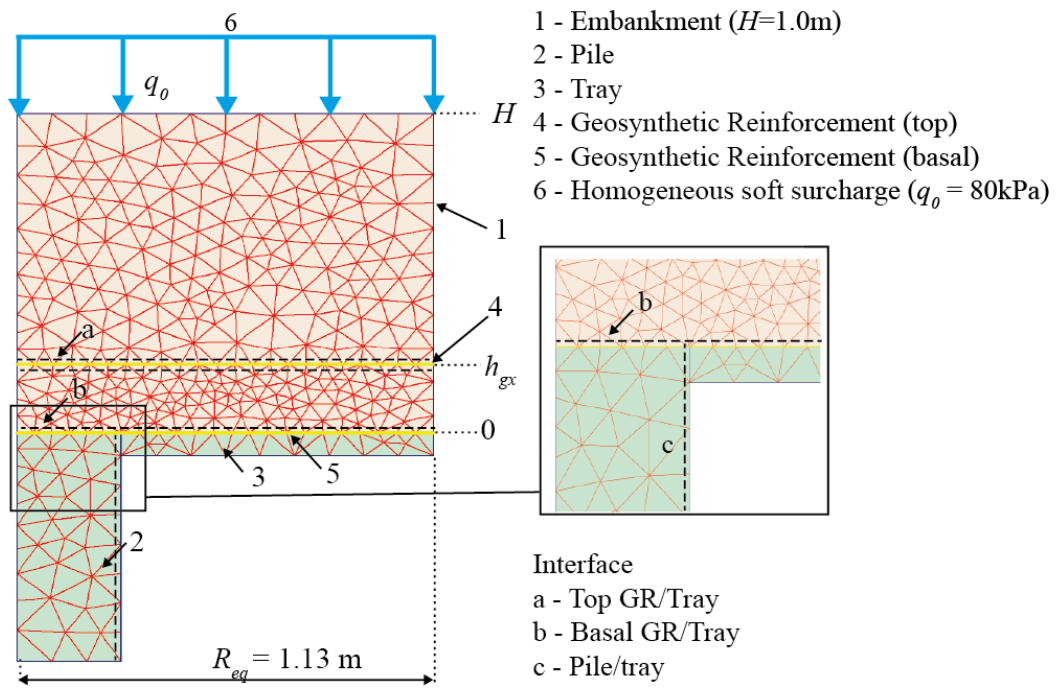 6
q₀
H
1
4
a
h_gx
b
0
3
5
2
R_eq = 1.13 m
1 - Embankment (H=1.0m)
2 - Pile
3 - Tray
4 - Geosynthetic Reinforcement (top)
5 - Geosynthetic Reinforcement (basal)
6 - Homogeneous soft surcharge (q₀ = 80kPa)
b
c
Interface
a - Top GR/Tray
b - Basal GR/Tray
c - Pile/tray